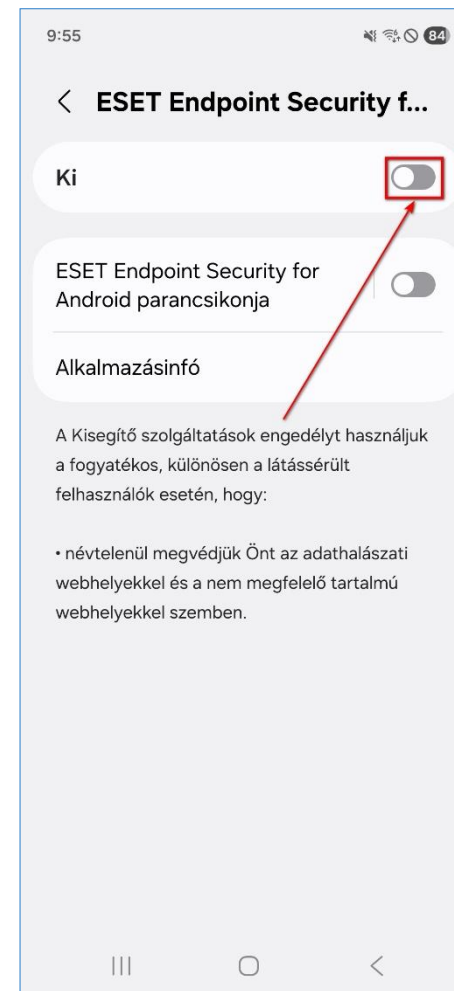 9:55
84
ESET Endpoint Security f...
Ki
ESET Endpoint Security for
Android parancsikonja
Alkalmazásinfó
A Kisegítő szolgáltatások engedélyt használjuk
a fogyatékos, különösen a látássérült
felhasználók esetén, hogy:
• névtelenül megvédjük Önt az adathalászati
webhelyekkel és a nem megfelelő tartalmú
webhelyekkel szemben.